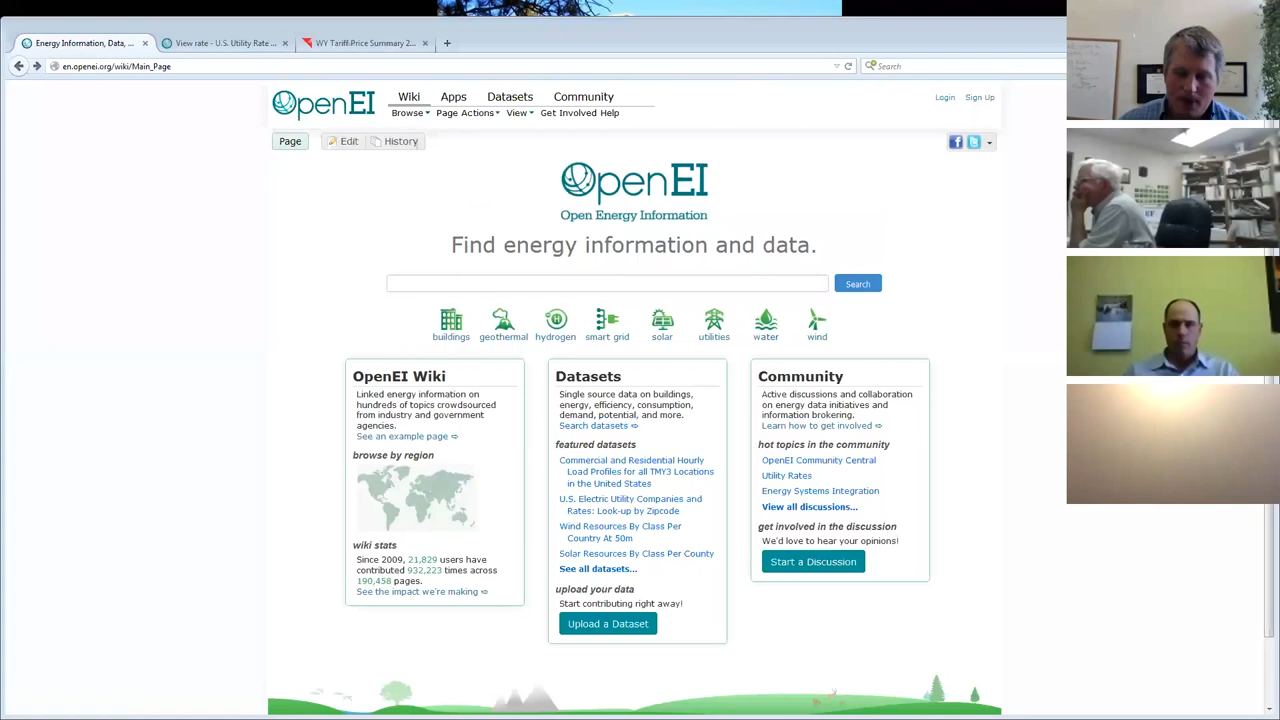 Energy Information, Data, ...
View rate - U.S. Utility Rate ...
WY Tariff Price Summary 2...
en.openei.org/wiki/Main_Page
Search
OpenEI
Wiki Apps Datasets Community
Browse Page Actions View Get Involved Help
Login Sign Up
Page Edit History
OpenEI
Open Energy Information
Find energy information and data.
Search
buildings geothermal hydrogen smart grid solar utilities water wind
OpenEI Wiki
Linked energy information on
hundreds of topics crowdsourced
from industry and government
agencies.
See an example page
browse by region
wiki stats
Since 2009, 21,829 users have
contributed 932,223 times across
190,458 pages.
See the impact we're making
Datasets
Single source data on buildings,
energy, efficiency, consumption,
demand, potential, and more.
Search datasets
featured datasets
Commercial and Residential Hourly
Load Profiles for all TMY3 Locations
in the United States
U.S. Electric Utility Companies and
Rates: Look-up by Zipcode
Wind Resources By Class Per
Country At 50m
Solar Resources By Class Per County
See all datasets...
upload your data
Start contributing right away!
Upload a Dataset
Community
Active discussions and collaboration
on energy data initiatives and
information brokering.
Learn how to get involved
hot topics in the community
OpenEI Community Central
Utility Rates
Energy Systems Integration
View all discussions...
get involved in the discussion
We'd love to hear your opinions!
Start a Discussion